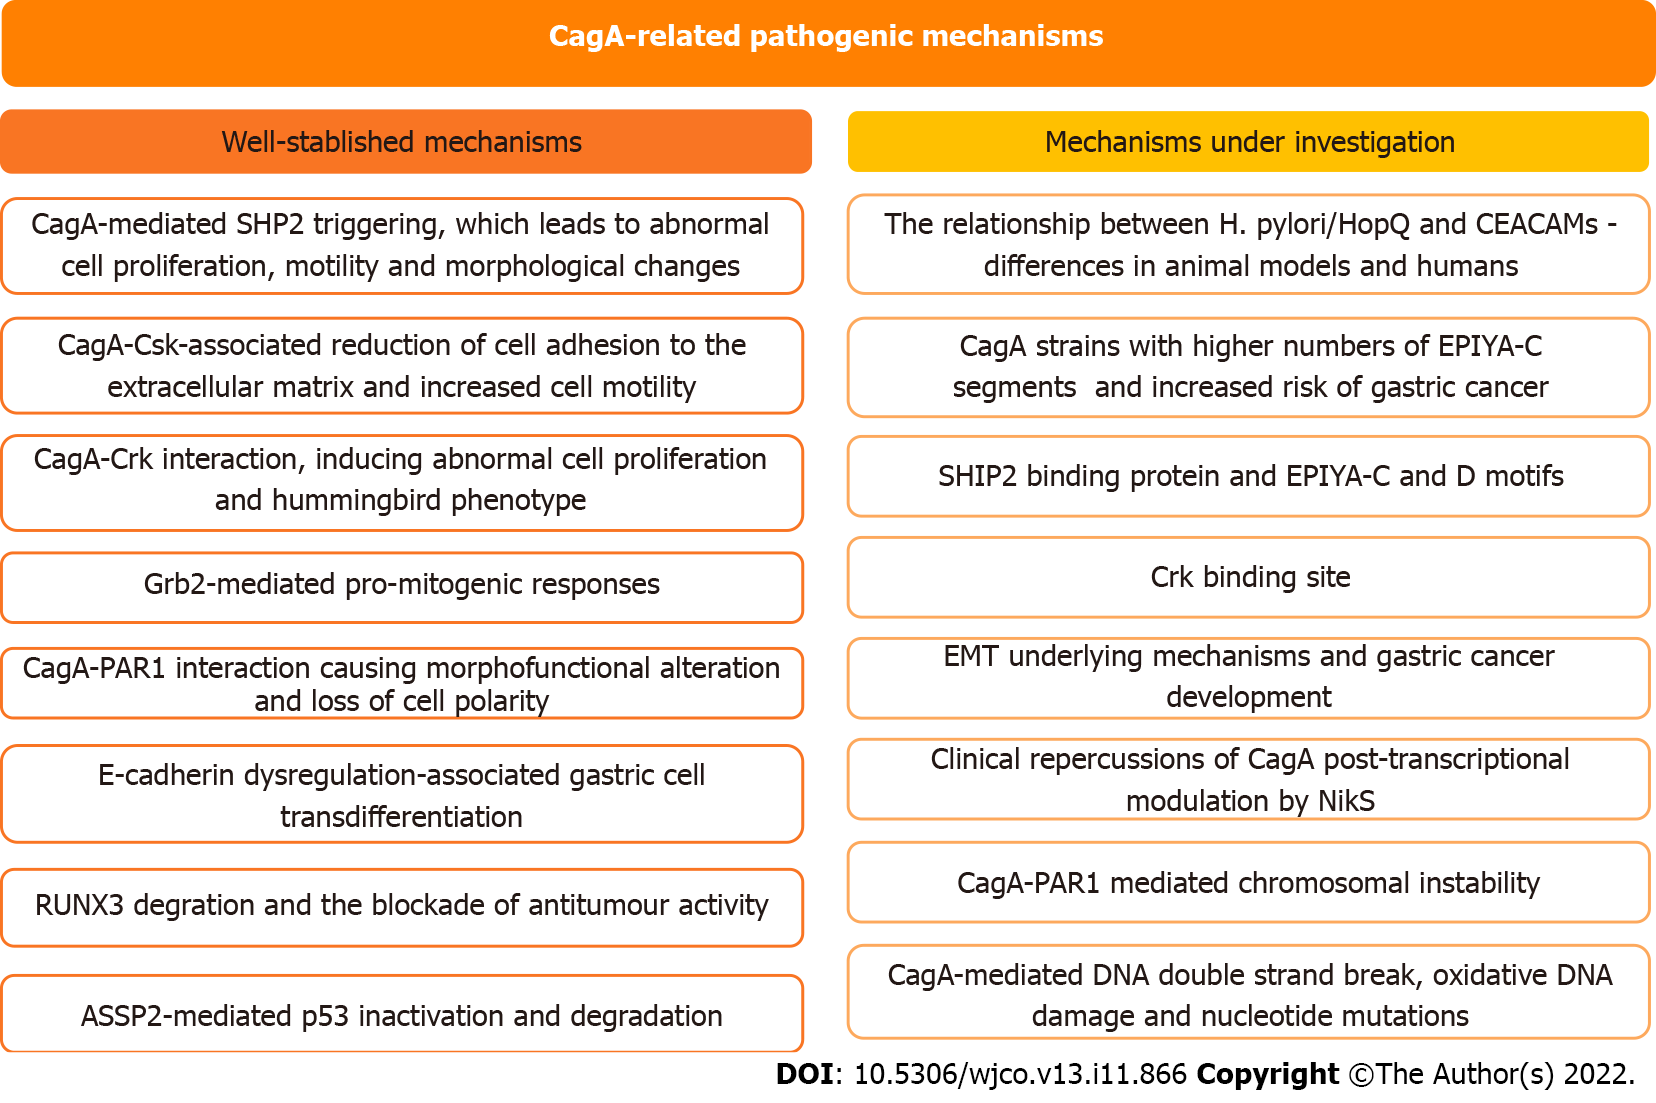 CagA-related pathogenic mechanisms
Well-stablished mechanisms
CagA-mediated SHP2 triggering, which leads to abnormal
cell proliferation, motility and morphological changes
CagA-Csk-associated reduction of cell adhesion to the
extracellular matrix and increased cell motility
CagA-Crk interaction, inducing abnormal cell proliferation
and hummingbird phenotype
Grb2-mediated pro-mitogenic responses
CagA-PAR1 interaction causing morphofunctional alteration
and loss of cell polarity
E-cadherin dysregulation-associated gastric cell
transdifferentiation
RUNX3 degration and the blockade of antitumour activity
ASSP2-mediated p53 inactivation and degradation
Mechanisms under investigation
The relationship between H. pylori/HopQ and CEACAMs -
differences in animal models and humans
CagA strains with higher numbers of EPIYA-C
segments  and increased risk of gastric cancer
SHIP2 binding protein and EPIYA-C and D motifs
Crk binding site
EMT underlying mechanisms and gastric cancer
development
Clinical repercussions of CagA post-transcriptional
modulation by NikS
CagA-PAR1 mediated chromosomal instability
CagA-mediated DNA double strand break, oxidative DNA
damage and nucleotide mutations
DOI: 10.5306/wjco.v13.i11.866 Copyright ©The Author(s) 2022.